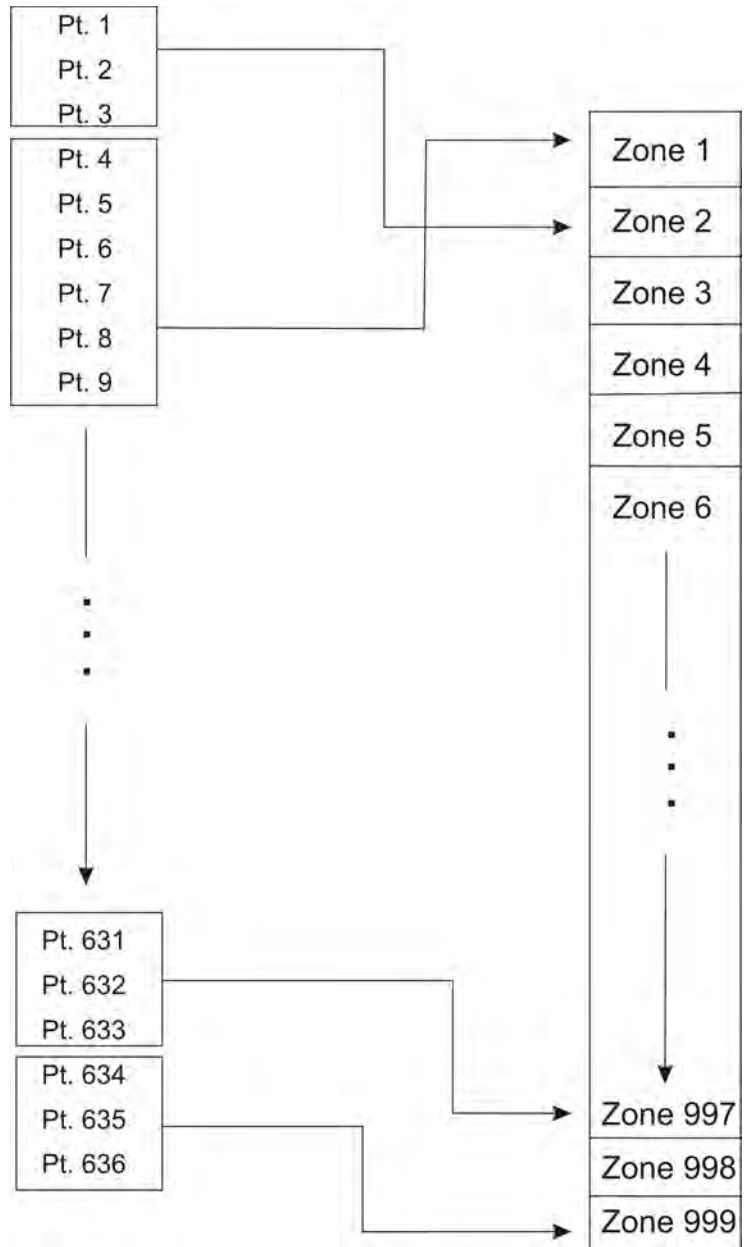 Pt. 1
Pt. 2
Pt. 3
Pt. 4
Pt. 5
Pt. 6
Pt. 7
Pt. 8
Pt. 9
Pt. 631
Pt. 632
Pt. 633
Pt. 634
Pt. 635
Pt. 636
Zone 1
Zone 2
Zone 3
Zone 4
Zone 5
Zone 6
Zone 997
Zone 998
Zone 999